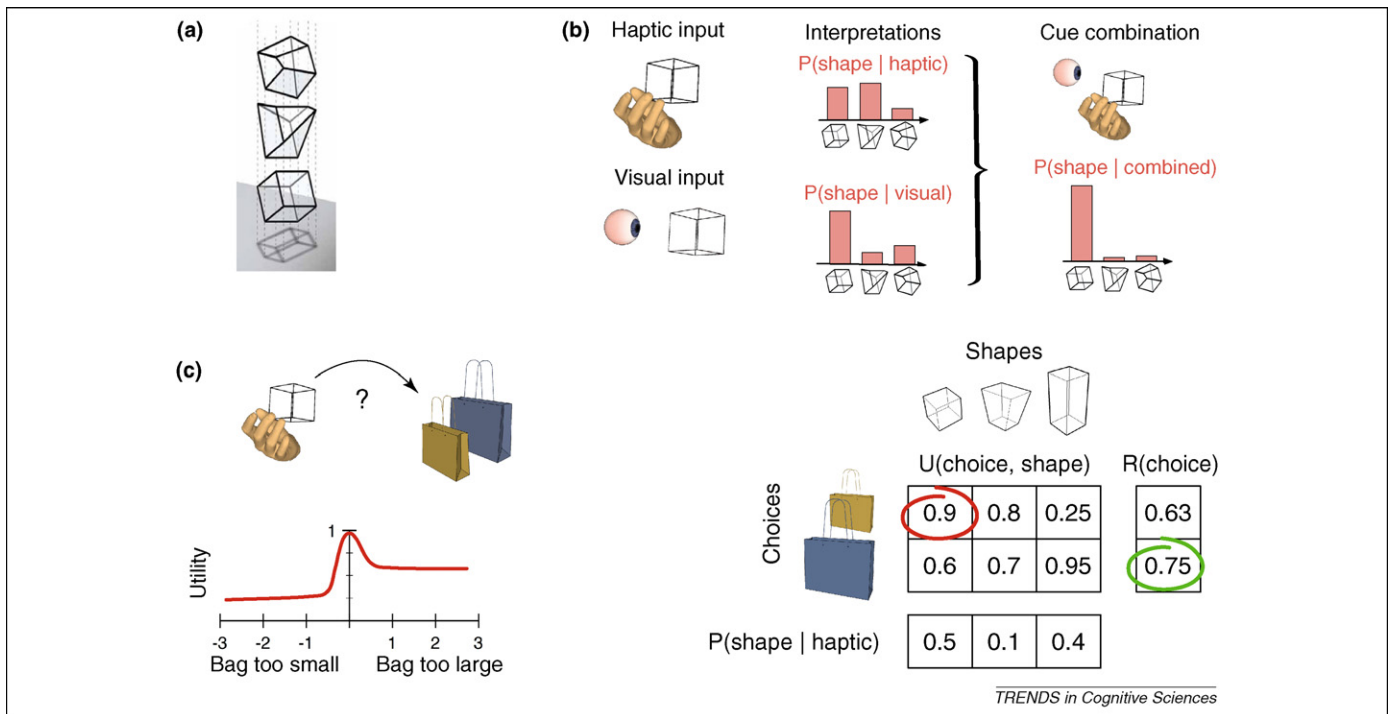 (a)
(b)
Haptic input
Interpretations
Cue combination
P(shape | haptic)
Visual input
P(shape | visual)
P(shape | combined)
(c)
?
Shapes
U(choice, shape)
R(choice)
Choices
0.9 0.8 0.25 0.63
0.6 0.7 0.95 0.75
P(shape | haptic) 0.5 0.1 0.4
Utility
1
-3 -2 -1 1 2 3
Bag too small Bag too large
TRENDS in Cognitive Sciences